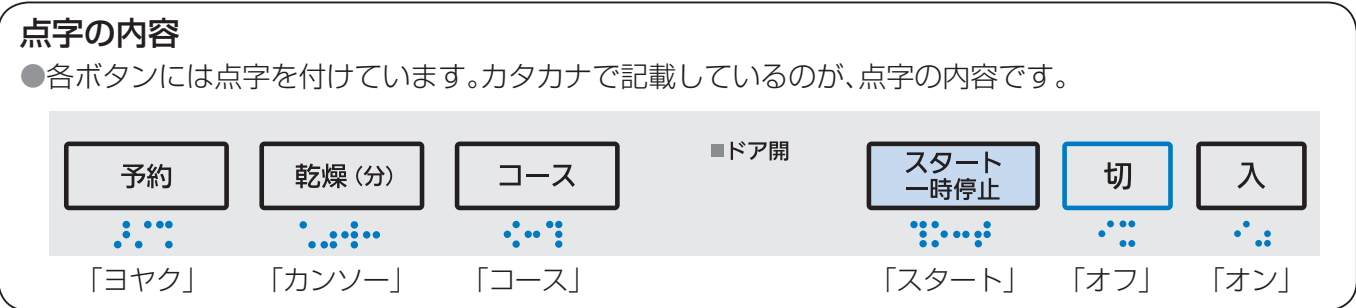 点字の内容
●各ボタンには点字を付けています。カタカナで記載しているのが、点字の内容です。
予約 乾燥（分） コース ■ドア開 スタート 一時停止 切 入
「ヨヤク」 「カンソー」 「コース」 「スタート」 「オフ」 「オン」